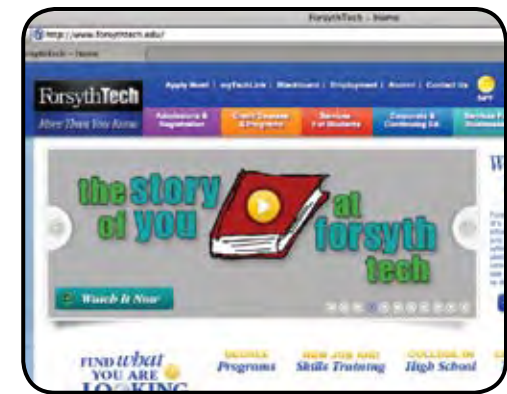 ForsythTech - Home
http://www.forsythtech.edu/
ForsythTech - Home
Apply Now! | myTechLink | Blackboard | Employment | Alumni | Contact Us
ForsythTech
More Than You Know
Admissions & Registration
Credit Courses & Programs
Services For Students
Corporate & Continuing Ed
the story of you at forsyth tech
Watch It Now
FIND what YOU ARE LOOKING
DEGREE Programs
NEW JOB AND Skills Training
COLLEGE IN High School